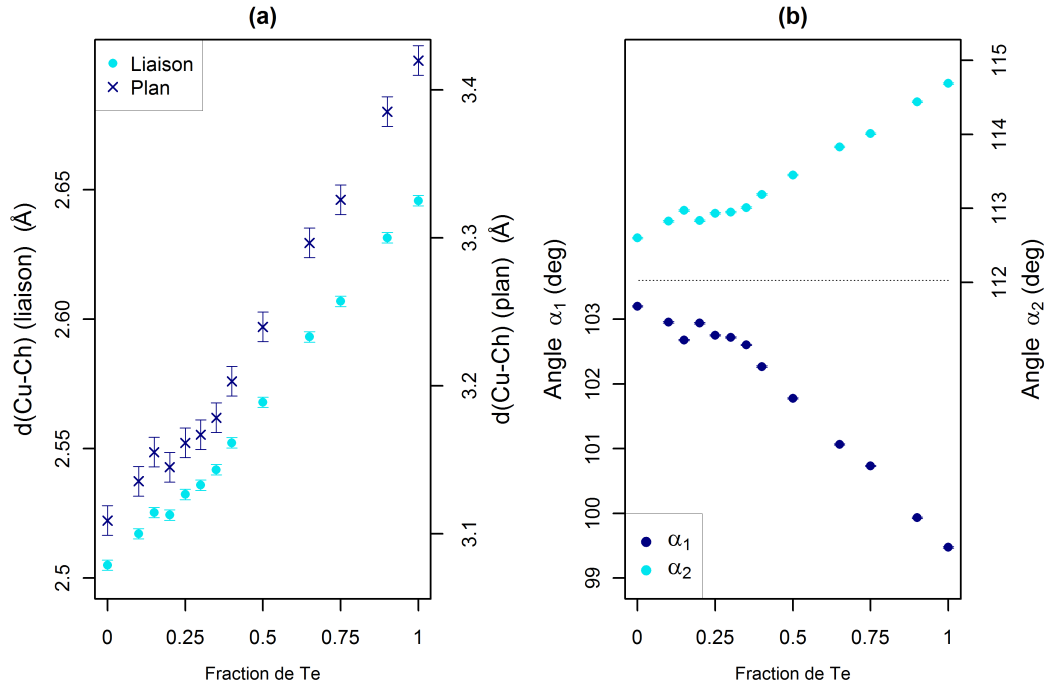 (a)
Liaison
Plan
d(Cu-Ch) (liaison) (Å)
2.5
2.55
2.60
2.65
3.1
3.2
3.3
3.4
d(Cu-Ch) (plan) (Å)
0
0.25
0.5
0.75
1
Fraction de Te
(b)
Angle α1 (deg)
99
100
101
102
103
112
113
114
115
Angle α2 (deg)
α1
α2
0
0.25
0.5
0.75
1
Fraction de Te